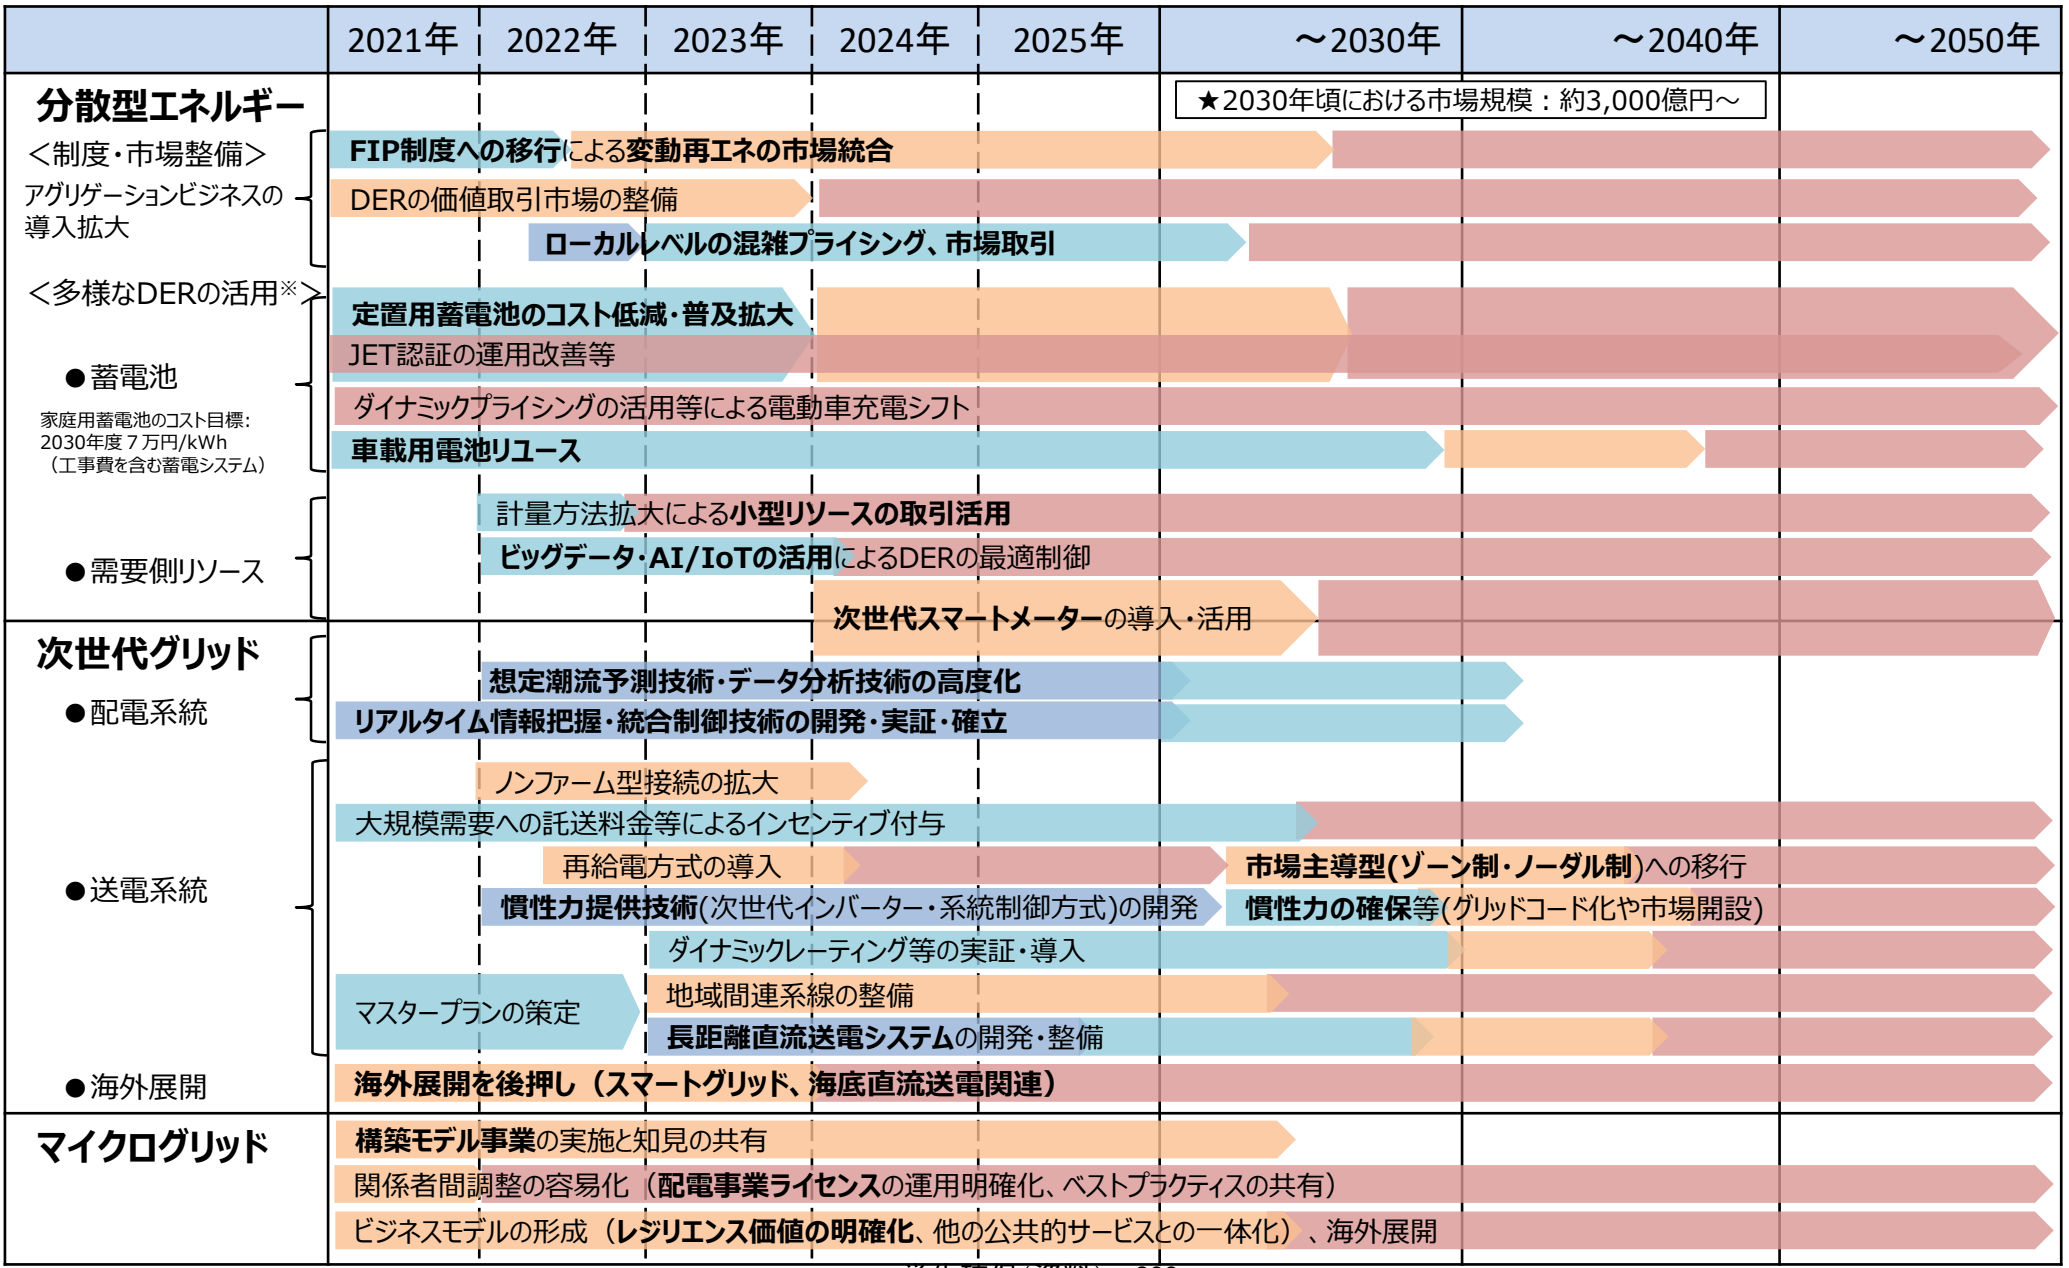 2021年 2022年 2023年 2024年 2025年 ～2030年 ～2040年 ～2050年
★2030年頃における市場規模：約3,000億円～
分散型エネルギー
＜制度・市場整備＞
アグリゲーションビジネスの
導入拡大
FIP制度への移行による変動再エネの市場統合
DERの価値取引市場の整備
ローカルレベルの混雑プライシング、市場取引
＜多様なDERの活用※＞
●蓄電池
家庭用蓄電池のコスト目標：
2030年度７万円/kWh
（工事費を含む蓄電システム）
定置用蓄電池のコスト低減・普及拡大
JET認証の運用改善等
ダイナミックプライシングの活用等による電動車充電シフト
車載用電池リユース
●需要側リソース
計量方法拡大による小型リソースの取引活用
ビッグデータ・AI/IoTの活用によるDERの最適制御
次世代スマートメーターの導入・活用
次世代グリッド
●配電系統
想定潮流予測技術・データ分析技術の高度化
リアルタイム情報把握・統合制御技術の開発・実証・確立
●送電系統
ノンファーム型接続の拡大
大規模需要への託送料金等によるインセンティブ付与
再給電方式の導入 市場主導型(ゾーン制・ノーダル制)への移行
慣性力提供技術(次世代インバーター・系統制御方式)の開発 慣性力の確保等(グリッドコード化や市場開設)
ダイナミックレーティング等の実証・導入
マスタープランの策定
地域間連系線の整備
長距離直流送電システムの開発・整備
●海外展開
海外展開を後押し（スマートグリッド、海底直流送電関連）
マイクログリッド
構築モデル事業の実施と知見の共有
関係者間調整の容易化（配電事業ライセンスの運用明確化、ベストプラクティスの共有）
ビジネスモデルの形成（レジリエンス価値の明確化、他の公共的サービスとの一体化）、海外展開